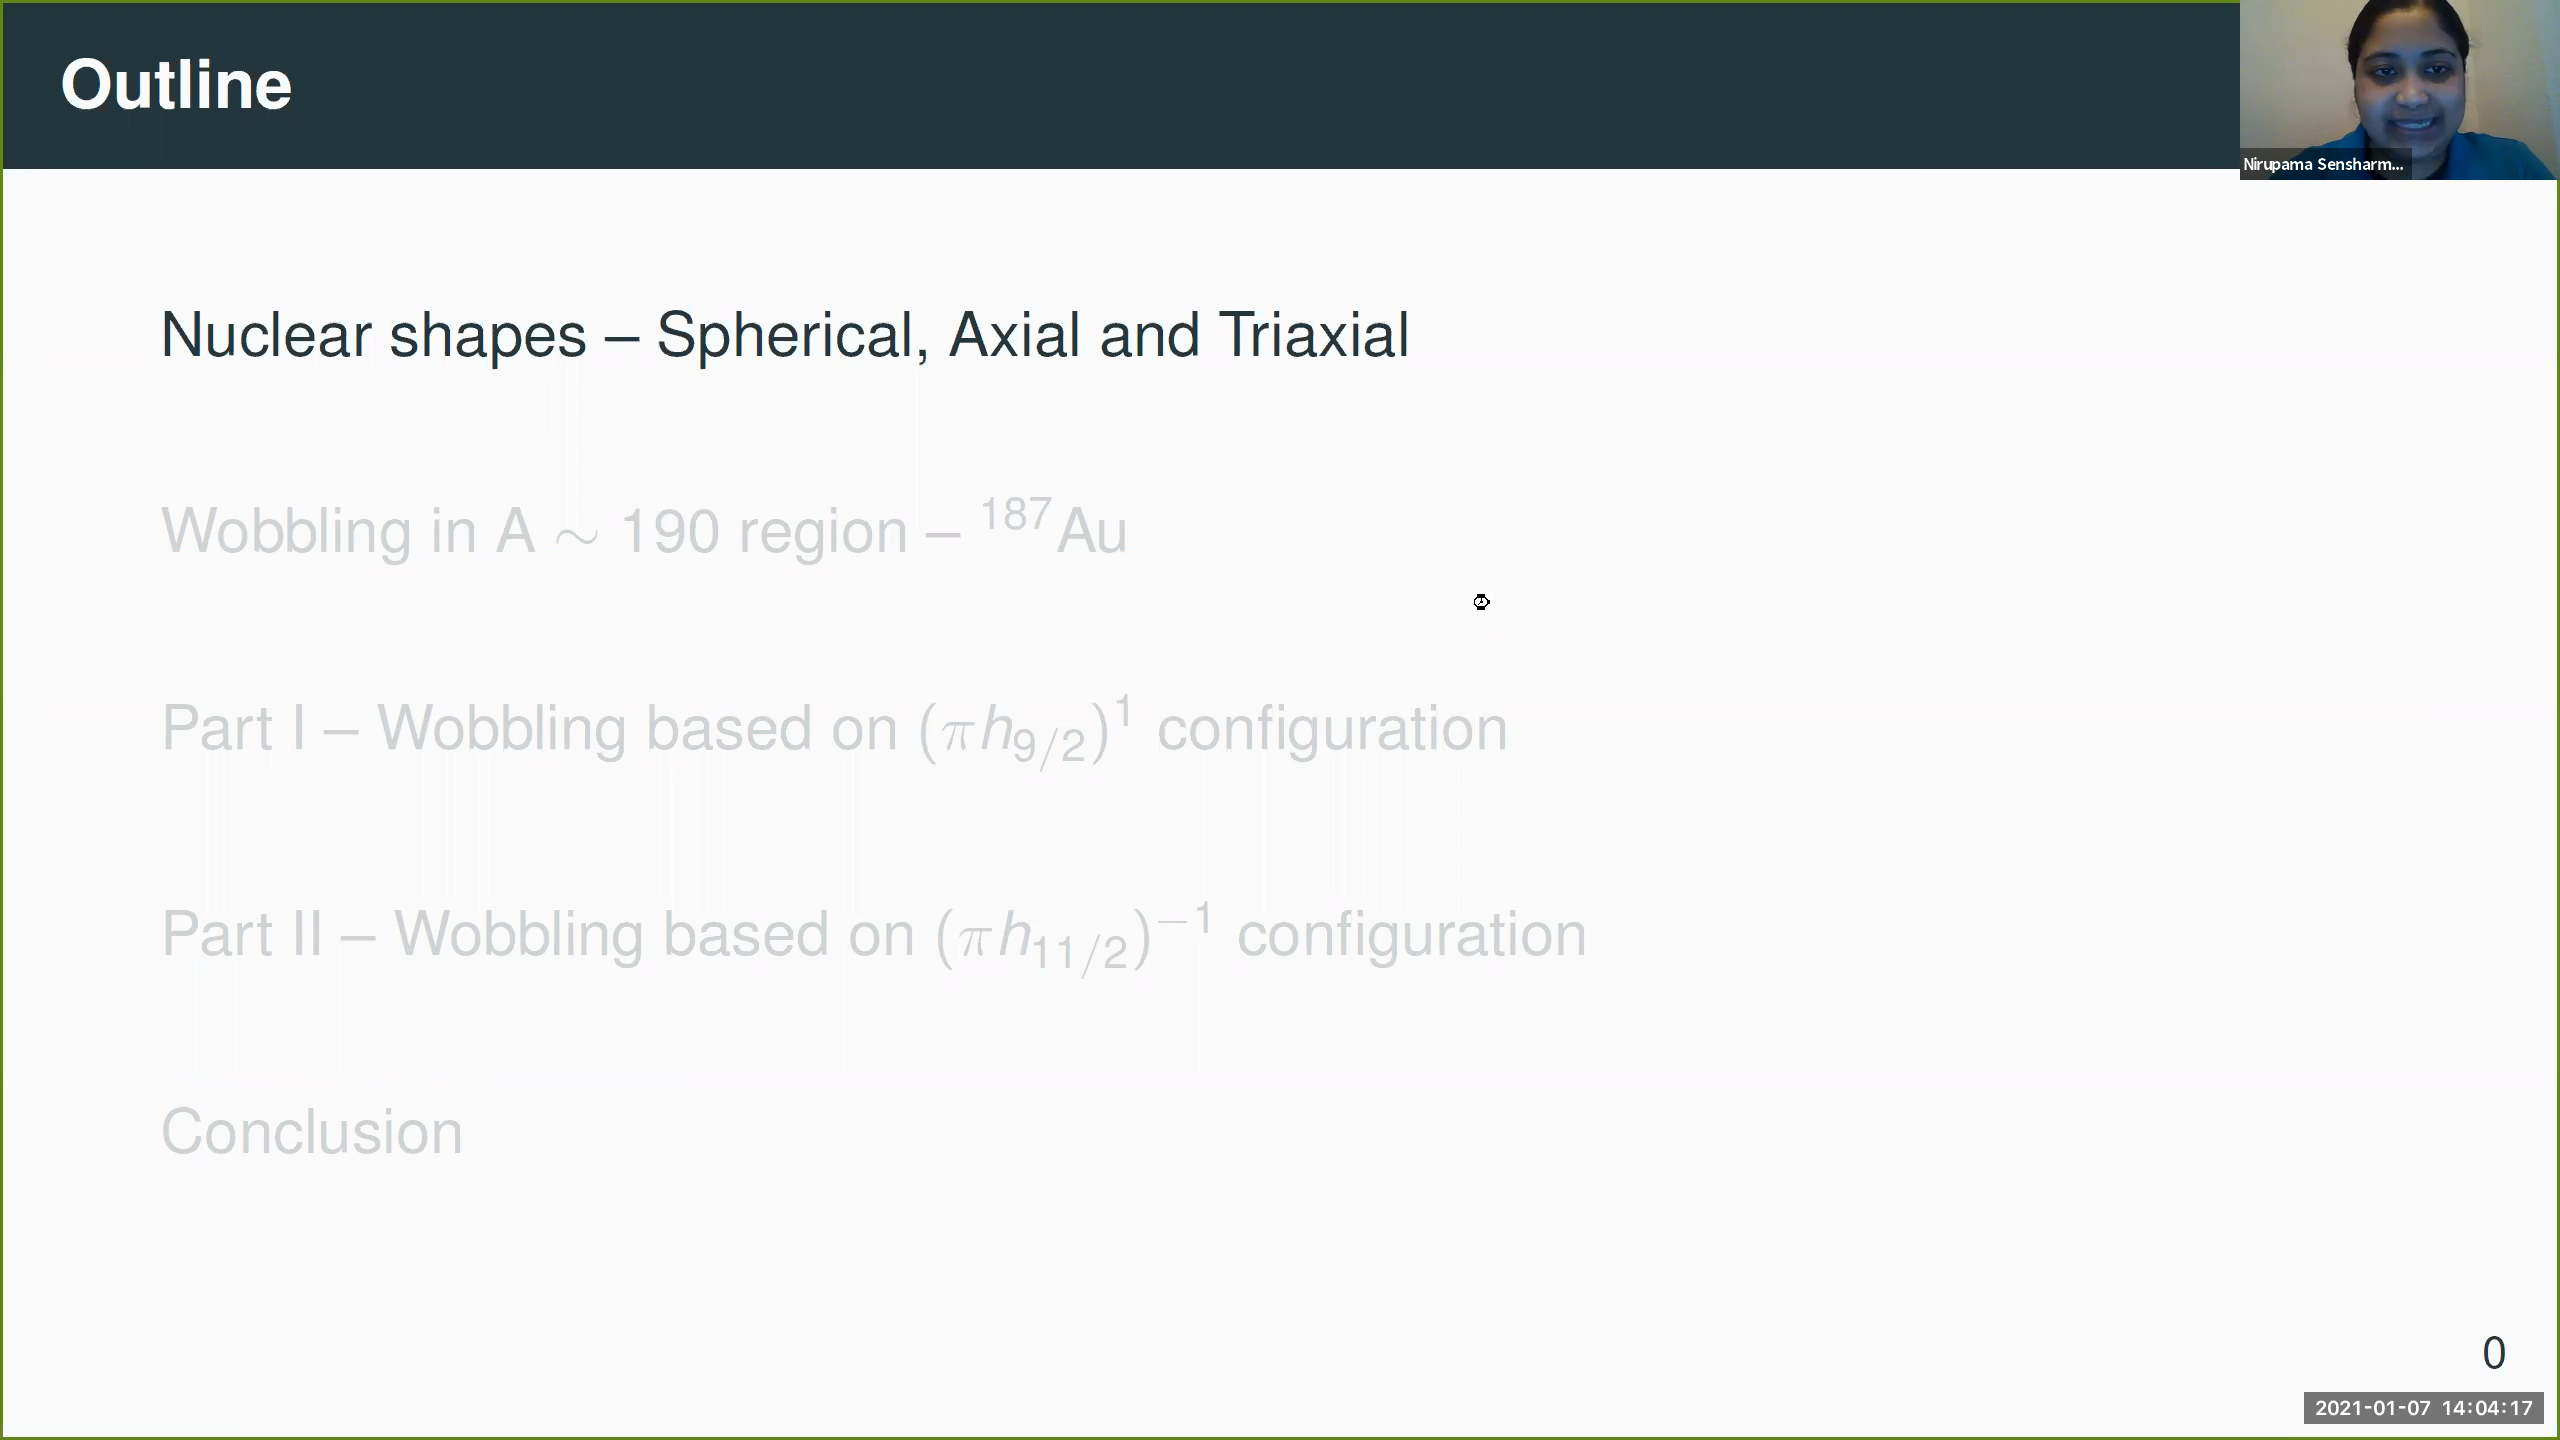 Outline
Nirupama Sensharm...
Nuclear shapes – Spherical, Axial and Triaxial
Wobbling in A ∼ 190 region – ¹⁸⁷Au
Part I – Wobbling based on (πh₉/₂)¹ configuration
Part II – Wobbling based on (πh₁₁/₂)⁻¹ configuration
Conclusion
0
2021-01-07 14:04:17